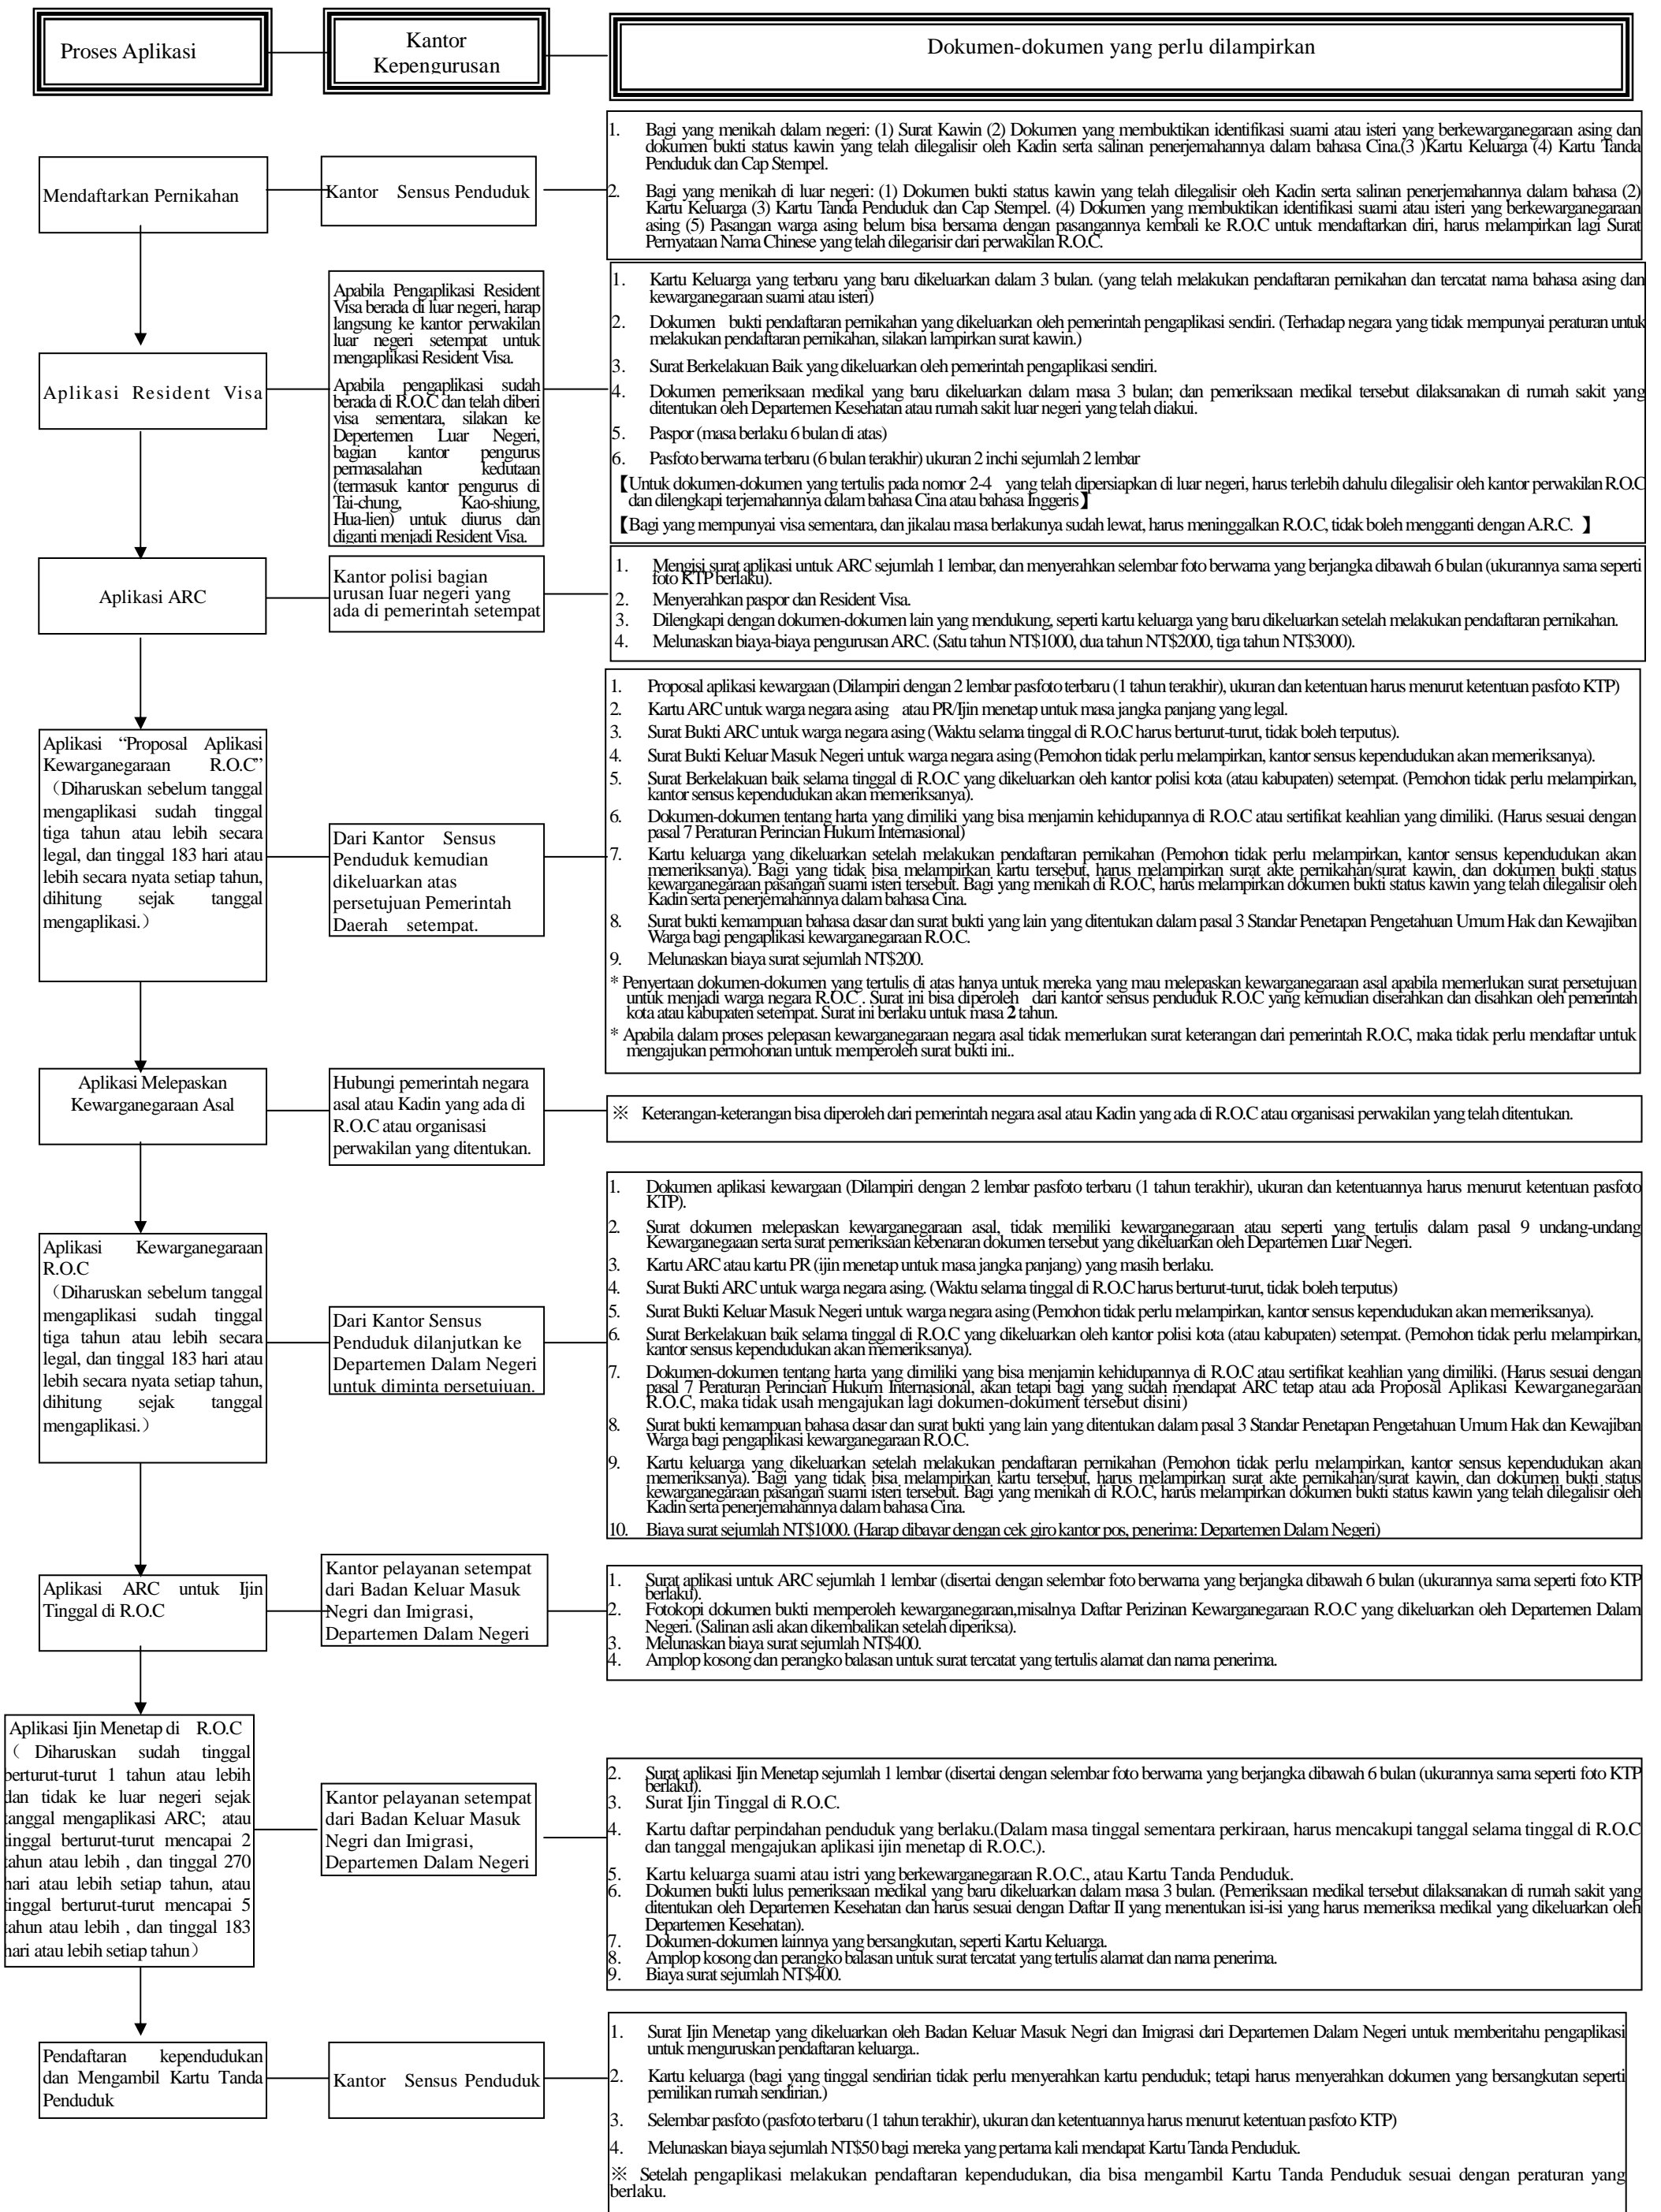 Proses Aplikasi
Kantor
Kepengurusan
Dokumen-dokumen yang perlu dilampirkan
Mendaftarkan Pernikahan
Kantor Sensus Penduduk
1. Bagi yang menikah dalam negeri: (1) Surat Kawin (2) Dokumen yang membuktikan identifikasi suami atau isteri yang berkewarganegaraan asing dan
dokumen bukti status kawin yang telah dilegalisir oleh Kadin serta salinan penerjemahannya dalam bahasa Cina.(3 )Kartu Keluarga (4) Kartu Tanda
Penduduk dan Cap Stempel.
2. Bagi yang menikah di luar negeri: (1) Dokumen bukti status kawin yang telah dilegalisir oleh Kadin serta salinan penerjemahannya dalam bahasa (2)
Kartu Keluarga (3) Kartu Tanda Penduduk dan Cap Stempel. (4) Dokumen yang membuktikan identifikasi suami atau isteri yang berkewarganegaraan
asing (5) Pasangan warga asing belum bisa bersama dengan pasangannya kembali ke R.O.C untuk mendaftarkan diri, harus melampirkan lagi Surat
Pernyataan Nama Chinese yang telah dilegarisir dari perwakilan R.O.C.
Aplikasi Resident Visa
Apabila Pengaplikasi Resident
Visa berada di luar negeri, harap
langsung ke kantor perwakilan
luar negeri setempat untuk
mengaplikasi Resident Visa.
Apabila pengaplikasi sudah
berada di R.O.C dan telah diberi
visa sementara, silakan ke
Depertemen Luar Negeri,
bagian kantor pengurus
permasalahan kedutaan
(termasuk kantor pengurus di
Tai-chung, Kao-shiung,
Hua-lien) untuk diurus dan
diganti menjadi Resident Visa.
1. Kartu Keluarga yang terbaru yang baru dikeluarkan dalam 3 bulan. (yang telah melakukan pendaftaran pernikahan dan tercatat nama bahasa asing dan
kewarganegaraan suami atau isteri)
2. Dokumen bukti pendaftaran pernikahan yang dikeluarkan oleh pemerintah pengaplikasi sendiri. (Terhadap negara yang tidak mempunyai peraturan untuk
melakukan pendaftaran pernikahan, silakan lampirkan surat kawin.)
3. Surat Berkelakuan Baik yang dikeluarkan oleh pemerintah pengaplikasi sendiri.
4. Dokumen pemeriksaan medikal yang baru dikeluarkan dalam masa 3 bulan; dan pemeriksaan medikal tersebut dilaksanakan di rumah sakit yang
ditentukan oleh Departemen Kesehatan atau rumah sakit luar negeri yang telah diakui.
5. Paspor (masa berlaku 6 bulan di atas)
6. Pasfoto berwarna terbaru (6 bulan terakhir) ukuran 2 inchi sejumlah 2 lembar
【Untuk dokumen-dokumen yang tertulis pada nomor 2-4 yang telah dipersiapkan di luar negeri, harus terlebih dahulu dilegalisir oleh kantor perwakilan R.O.C
dan dilengkapi terjemahannya dalam bahasa Cina atau bahasa Inggeris】
【Bagi yang mempunyai visa sementara, dan jikalau masa berlakunya sudah lewat, harus meninggalkan R.O.C, tidak boleh mengganti dengan A.R.C. 】
Aplikasi ARC
Kantor polisi bagian
urusan luar negeri yang
ada di pemerintah setempat
1. Mengisi surat aplikasi untuk ARC sejumlah 1 lembar, dan menyerahkan selembar foto berwarna yang berjangka dibawah 6 bulan (ukurannya sama seperti
foto KTP berlaku).
2. Menyerahkan paspor dan Resident Visa.
3. Dilengkapi dengan dokumen-dokumen lain yang mendukung, seperti kartu keluarga yang baru dikeluarkan setelah melakukan pendaftaran pernikahan.
4. Melunaskan biaya-biaya pengurusan ARC. (Satu tahun NT$1000, dua tahun NT$2000, tiga tahun NT$3000).
Aplikasi “Proposal Aplikasi
Kewarganegaraan R.O.C”
（Diharuskan sebelum tanggal
mengaplikasi sudah tinggal
tiga tahun atau lebih secara
legal, dan tinggal 183 hari atau
lebih secara nyata setiap tahun,
dihitung sejak tanggal
mengaplikasi.）
Dari Kantor Sensus
Penduduk kemudian
dikeluarkan atas
persetujuan Pemerintah
Daerah setempat.
1. Proposal aplikasi kewargaan (Dilampiri dengan 2 lembar pasfoto terbaru (1 tahun terakhir), ukuran dan ketentuan harus menurut ketentuan pasfoto KTP)
2. Kartu ARC untuk warga negara asing atau PR/Ijin menetap untuk masa jangka panjang yang legal.
3. Surat Bukti ARC untuk warga negara asing (Waktu selama tinggal di R.O.C harus berturut-turut, tidak boleh terputus).
4. Surat Bukti Keluar Masuk Negeri untuk warga negara asing (Pemohon tidak perlu melampirkan, kantor sensus kependudukan akan memeriksanya).
5. Surat Berkelakuan baik selama tinggal di R.O.C yang dikeluarkan oleh kantor polisi kota (atau kabupaten) setempat. (Pemohon tidak perlu melampirkan,
kantor sensus kependudukan akan memeriksanya).
6. Dokumen-dokumen tentang harta yang dimiliki yang bisa menjamin kehidupannya di R.O.C atau sertifikat keahlian yang dimiliki. (Harus sesuai dengan
pasal 7 Peraturan Perincian Hukum Internasional)
7. Kartu keluarga yang dikeluarkan setelah melakukan pendaftaran pernikahan (Pemohon tidak perlu melampirkan, kantor sensus kependudukan akan
memeriksanya). Bagi yang tidak bisa melampirkan kartu tersebut, harus melampirkan surat akte pernikahan/surat kawin, dan dokumen bukti status
kewarganegaraan pasangan suami isteri tersebut. Bagi yang menikah di R.O.C, harus melampirkan dokumen bukti status kawin yang telah dilegalisir oleh
Kadin serta penerjemahannya dalam bahasa Cina.
8. Surat bukti kemampuan bahasa dasar dan surat bukti yang lain yang ditentukan dalam pasal 3 Standar Penetapan Pengetahuan Umum Hak dan Kewajiban
Warga bagi pengaplikasi kewarganegaraan R.O.C.
9. Melunaskan biaya surat sejumlah NT$200.
* Penyertaan dokumen-dokumen yang tertulis di atas hanya untuk mereka yang mau melepaskan kewarganegaraan asal apabila memerlukan surat persetujuan
untuk menjadi warga negara R.O.C . Surat ini bisa diperoleh dari kantor sensus penduduk R.O.C yang kemudian diserahkan dan disahkan oleh pemerintah
kota atau kabupaten setempat. Surat ini berlaku untuk masa 2 tahun.
* Apabila dalam proses pelepasan kewarganegaraan negara asal tidak memerlukan surat keterangan dari pemerintah R.O.C, maka tidak perlu mendaftar untuk
mengajukan permohonan untuk memperoleh surat bukti ini..
Aplikasi Melepaskan
Kewarganegaraan Asal
Hubungi pemerintah negara
asal atau Kadin yang ada di
R.O.C atau organisasi
perwakilan yang ditentukan.
※ Keterangan-keterangan bisa diperoleh dari pemerintah negara asal atau Kadin yang ada di R.O.C atau organisasi perwakilan yang telah ditentukan.
Aplikasi Kewarganegaraan
R.O.C
（Diharuskan sebelum tanggal
mengaplikasi sudah tinggal
tiga tahun atau lebih secara
legal, dan tinggal 183 hari atau
lebih secara nyata setiap tahun,
dihitung sejak tanggal
mengaplikasi.）
Dari Kantor Sensus
Penduduk dilanjutkan ke
Departemen Dalam Negeri
untuk diminta persetujuan.
1. Dokumen aplikasi kewargaan (Dilampiri dengan 2 lembar pasfoto terbaru (1 tahun terakhir), ukuran dan ketentuannya harus menurut ketentuan pasfoto
KTP).
2. Surat dokumen melepaskan kewarganegaraan asal, tidak memiliki kewarganegaraan atau seperti yang tertulis dalam pasal 9 undang-undang
Kewarganegaaan serta surat pemeriksaan kebenaran dokumen tersebut yang dikeluarkan oleh Departemen Luar Negeri.
3. Kartu ARC atau kartu PR (ijin menetap untuk masa jangka panjang) yang masih berlaku.
4. Surat Bukti ARC untuk warga negara asing. (Waktu selama tinggal di R.O.C harus berturut-turut, tidak boleh terputus)
5. Surat Bukti Keluar Masuk Negeri untuk warga negara asing (Pemohon tidak perlu melampirkan, kantor sensus kependudukan akan memeriksanya).
6. Surat Berkelakuan baik selama tinggal di R.O.C yang dikeluarkan oleh kantor polisi kota (atau kabupaten) setempat. (Pemohon tidak perlu melampirkan,
kantor sensus kependudukan akan memeriksanya).
7. Dokumen-dokumen tentang harta yang dimiliki yang bisa menjamin kehidupannya di R.O.C atau sertifikat keahlian yang dimiliki. (Harus sesuai dengan
pasal 7 Peraturan Perincian Hukum Internasional, akan tetapi bagi yang sudah mendapat ARC tetap atau ada Proposal Aplikasi Kewarganegaraan
R.O.C, maka tidak usah mengajukan lagi dokumen-dokument tersebut disini)
8. Surat bukti kemampuan bahasa dasar dan surat bukti yang lain yang ditentukan dalam pasal 3 Standar Penetapan Pengetahuan Umum Hak dan Kewajiban
Warga bagi pengaplikasi kewarganegaraan R.O.C.
9. Kartu keluarga yang dikeluarkan setelah melakukan pendaftaran pernikahan (Pemohon tidak perlu melampirkan, kantor sensus kependudukan akan
memeriksanya). Bagi yang tidak bisa melampirkan kartu tersebut, harus melampirkan surat akte pernikahan/surat kawin, dan dokumen bukti status
kewarganegaraan pasangan suami isteri tersebut. Bagi yang menikah di R.O.C, harus melampirkan dokumen bukti status kawin yang telah dilegalisir oleh
Kadin serta penerjemahannya dalam bahasa Cina.
10. Biaya surat sejumlah NT$1000. (Harap dibayar dengan cek giro kantor pos, penerima: Departemen Dalam Negeri)
Aplikasi ARC untuk Ijin
Tinggal di R.O.C
Kantor pelayanan setempat
dari Badan Keluar Masuk
Negri dan Imigrasi,
Departemen Dalam Negeri
1. Surat aplikasi untuk ARC sejumlah 1 lembar (disertai dengan selembar foto berwarna yang berjangka dibawah 6 bulan (ukurannya sama seperti foto KTP
berlaku).
2. Fotokopi dokumen bukti memperoleh kewarganegaraan,misalnya Daftar Perizinan Kewarganegaraan R.O.C yang dikeluarkan oleh Departemen Dalam
Negeri. (Salinan asli akan dikembalikan setelah diperiksa).
3. Melunaskan biaya surat sejumlah NT$400.
4. Amplop kosong dan perangko balasan untuk surat tercatat yang tertulis alamat dan nama penerima.
Aplikasi Ijin Menetap di R.O.C
（ Diharuskan sudah tinggal
berturut-turut 1 tahun atau lebih
dan tidak ke luar negeri sejak
tanggal mengaplikasi ARC; atau
tinggal berturut-turut mencapai 2
tahun atau lebih , dan tinggal 270
hari atau lebih setiap tahun, atau
tinggal berturut-turut mencapai 5
tahun atau lebih , dan tinggal 183
hari atau lebih setiap tahun）
Kantor pelayanan setempat
dari Badan Keluar Masuk
Negri dan Imigrasi,
Departemen Dalam Negeri
2. Surat aplikasi Ijin Menetap sejumlah 1 lembar (disertai dengan selembar foto berwarna yang berjangka dibawah 6 bulan (ukurannya sama seperti foto KTP
berlaku).
3. Surat Ijin Tinggal di R.O.C.
4. Kartu daftar perpindahan penduduk yang berlaku.(Dalam masa tinggal sementara perkiraan, harus mencakupi tanggal selama tinggal di R.O.C
dan tanggal mengajukan aplikasi ijin menetap di R.O.C.).
5. Kartu keluarga suami atau istri yang berkewarganegaraan R.O.C., atau Kartu Tanda Penduduk.
6. Dokumen bukti lulus pemeriksaan medikal yang baru dikeluarkan dalam masa 3 bulan. (Pemeriksaan medikal tersebut dilaksanakan di rumah sakit yang
ditentukan oleh Departemen Kesehatan dan harus sesuai dengan Daftar II yang menentukan isi-isi yang harus memeriksa medikal yang dikeluarkan oleh
Departemen Kesehatan).
7. Dokumen-dokumen lainnya yang bersangkutan, seperti Kartu Keluarga.
8. Amplop kosong dan perangko balasan untuk surat tercatat yang tertulis alamat dan nama penerima.
9. Biaya surat sejumlah NT$400.
Pendaftaran kependudukan
dan Mengambil Kartu Tanda
Penduduk
Kantor Sensus Penduduk
1. Surat Ijin Menetap yang dikeluarkan oleh Badan Keluar Masuk Negri dan Imigrasi dari Departemen Dalam Negeri untuk memberitahu pengaplikasi
untuk menguruskan pendaftaran keluarga..
2. Kartu keluarga (bagi yang tinggal sendirian tidak perlu menyerahkan kartu penduduk; tetapi harus menyerahkan dokumen yang bersangkutan seperti
pemilikan rumah sendirian.)
3. Selembar pasfoto (pasfoto terbaru (1 tahun terakhir), ukuran dan ketentuannya harus menurut ketentuan pasfoto KTP)
4. Melunaskan biaya sejumlah NT$50 bagi mereka yang pertama kali mendapat Kartu Tanda Penduduk.
※ Setelah pengaplikasi melakukan pendaftaran kependudukan, dia bisa mengambil Kartu Tanda Penduduk sesuai dengan peraturan yang
berlaku.